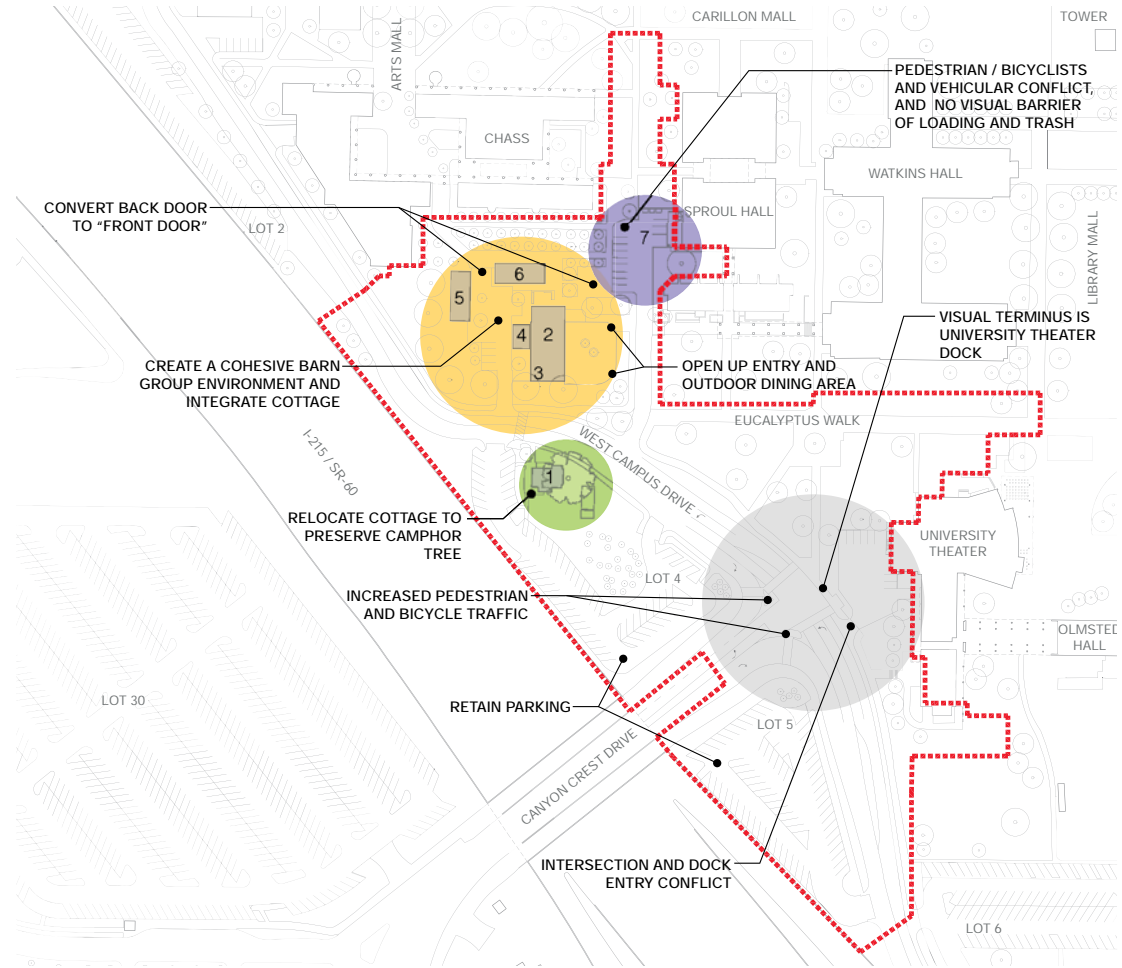 CARILLON MALL
TOWER
ARTS MALL
PEDESTRIAN / BICYCLISTS
AND VEHICULAR CONFLICT,
AND NO VISUAL BARRIER
OF LOADING AND TRASH
CHASS
WATKINS HALL
CONVERT BACK DOOR
TO "FRONT DOOR"
LOT 2
SPROUL HALL
7
LIBRARY MALL
6
5
4
2
3
VISUAL TERMINUS IS
UNIVERSITY THEATER
DOCK
CREATE A COHESIVE BARN
GROUP ENVIRONMENT AND
INTEGRATE COTTAGE
OPEN UP ENTRY AND
OUTDOOR DINING AREA
EUCALYPTUS WALK
I-215 / SR-60
WEST CAMPUS DRIVE
1
RELOCATE COTTAGE TO
PRESERVE CAMPHOR
TREE
UNIVERSITY
THEATER
LOT 4
INCREASED PEDESTRIAN
AND BICYCLE TRAFFIC
OLMSTED
HALL
LOT 30
RETAIN PARKING
LOT 5
CANYON CREST DRIVE
INTERSECTION AND DOCK
ENTRY CONFLICT
LOT 6